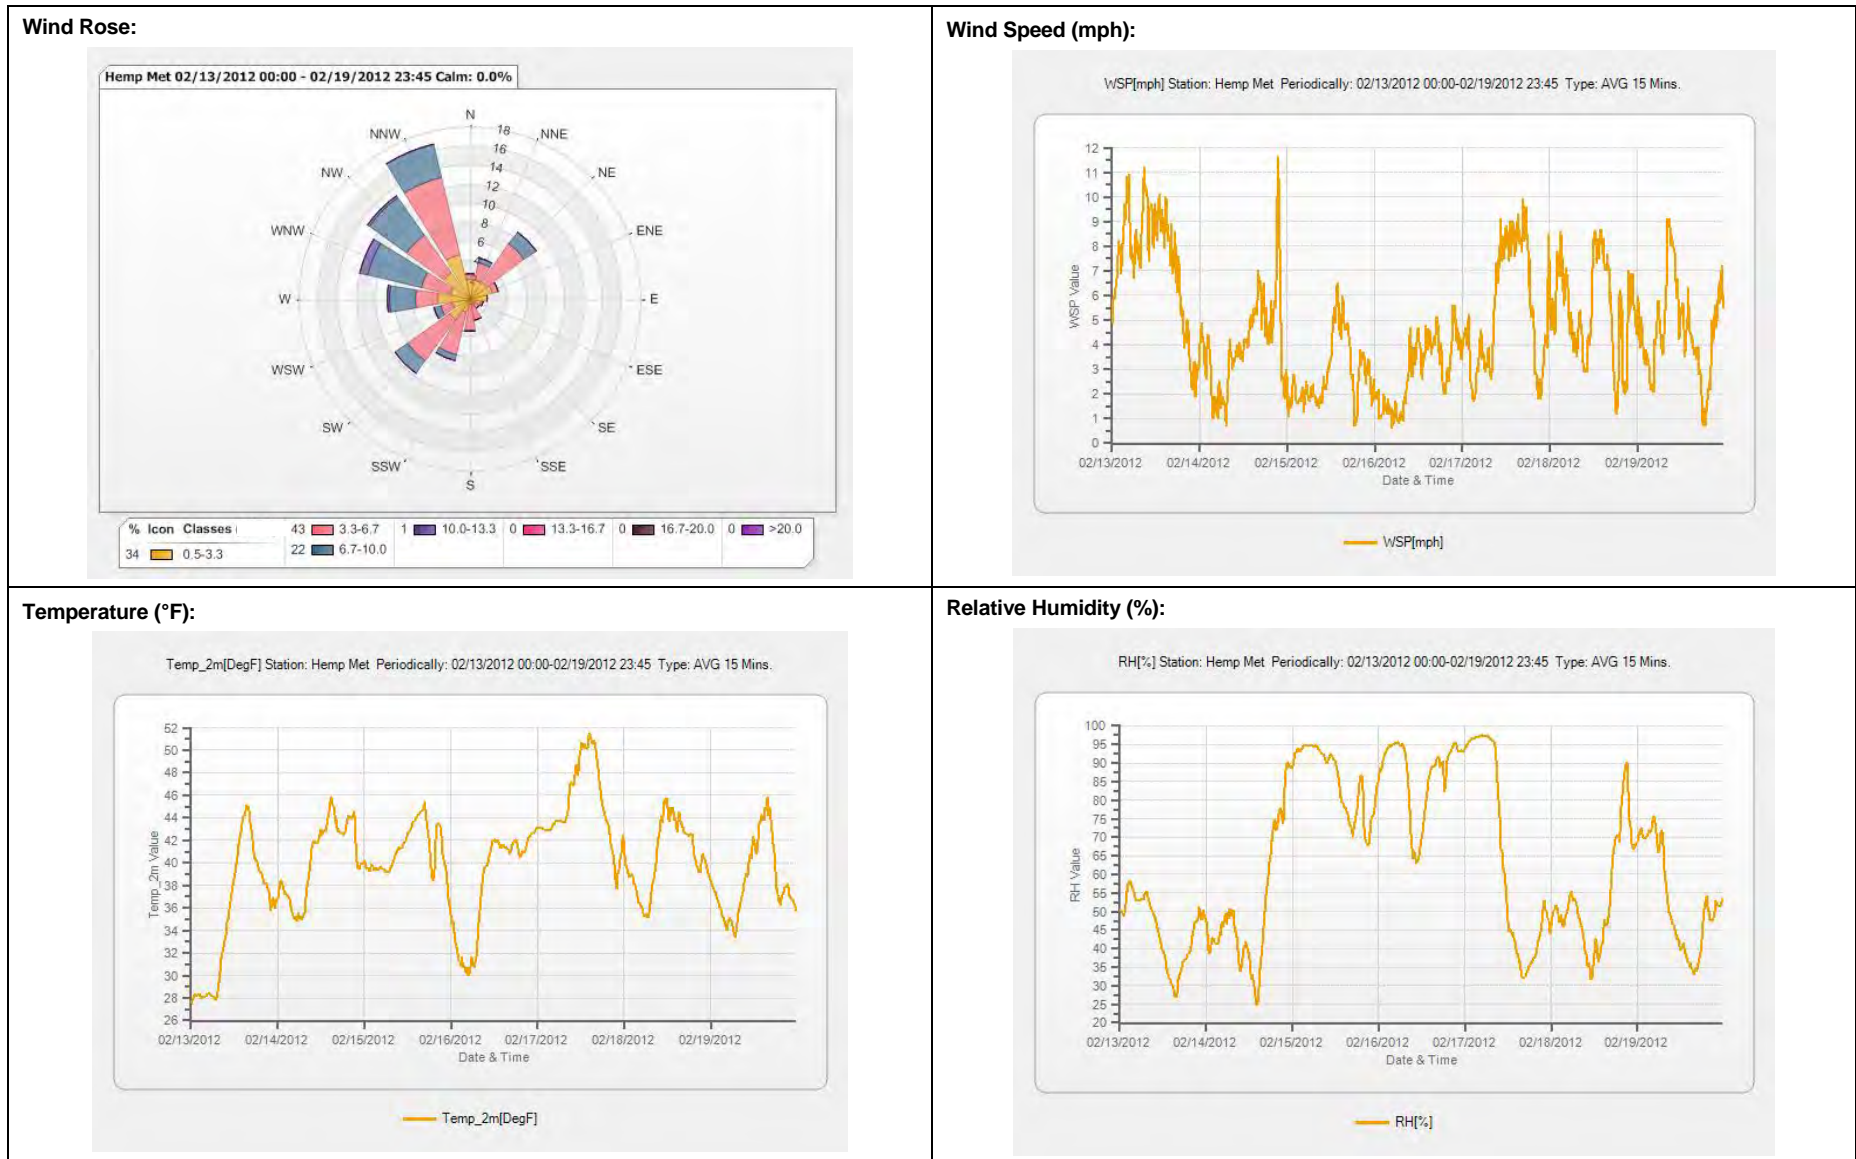 Wind Rose:
Hemp Met 02/13/2012 00:00 - 02/19/2012 23:45 Calm: 0.0%
N
NNW
18
NNE
16
NW
14
NE
12
10
WNW
8
ENE
6
W
E
WSW
ESE
SW
SE
SSW
SSE
S
% Icon Classes
43 3.3-6.7 1 10.0-13.3 0 13.3-16.7 0 16.7-20.0 0 >20.0
34 0.5-3.3 22 6.7-10.0
Wind Speed (mph):
WSP[mph] Station: Hemp Met Periodically: 02/13/2012 00:00-02/19/2012 23:45 Type: AVG 15 Mins.
12
11
10
9
8
7
6
5
4
3
2
1
0
WSP Value
02/13/2012 02/14/2012 02/15/2012 02/16/2012 02/17/2012 02/18/2012 02/19/2012
Date & Time
WSP[mph]
Temperature (°F):
Temp_2m[DegF] Station: Hemp Met Periodically: 02/13/2012 00:00-02/19/2012 23:45 Type: AVG 15 Mins.
52
50
48
46
44
42
40
38
36
34
32
30
28
26
Temp_2m Value
02/13/2012 02/14/2012 02/15/2012 02/16/2012 02/17/2012 02/18/2012 02/19/2012
Date & Time
Temp_2m[DegF]
Relative Humidity (%):
RH[%] Station: Hemp Met Periodically: 02/13/2012 00:00-02/19/2012 23:45 Type: AVG 15 Mins.
100
95
90
85
80
75
70
65
60
55
50
45
40
35
30
25
20
RH Value
02/13/2012 02/14/2012 02/15/2012 02/16/2012 02/17/2012 02/18/2012 02/19/2012
Date & Time
RH[%]